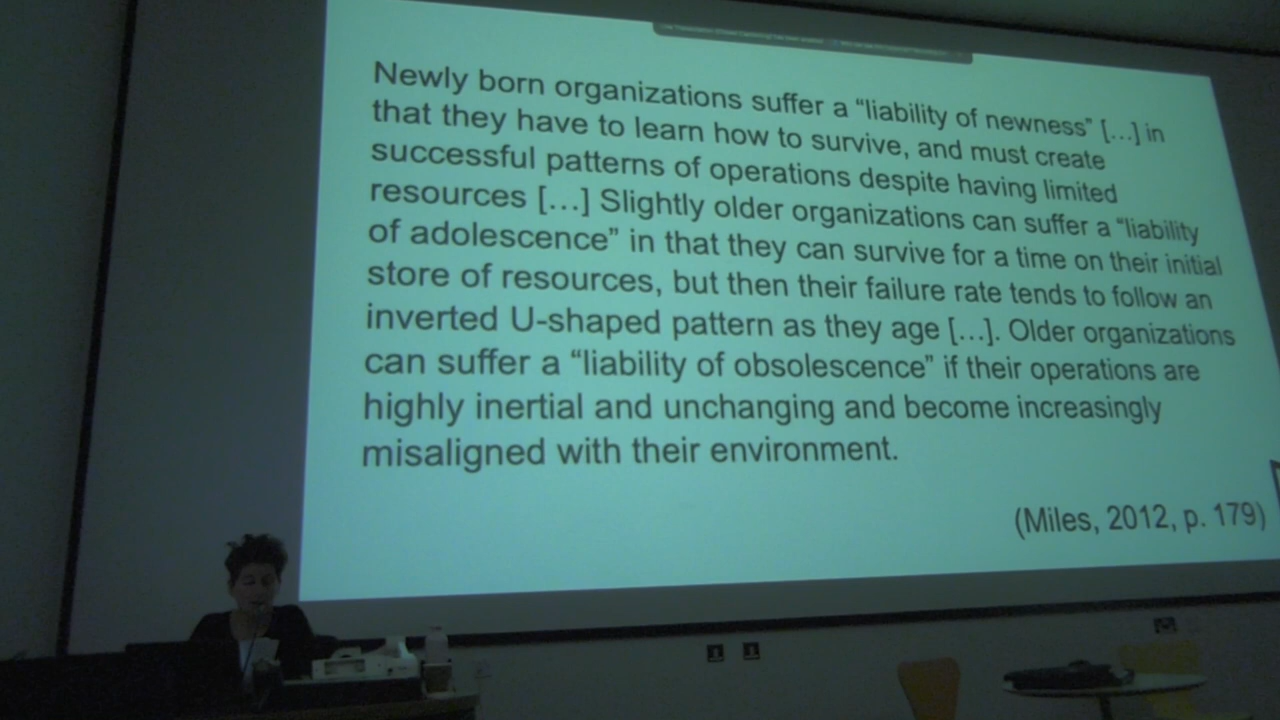 Newly born organizations suffer a “liability of newness” […] in
that they have to learn how to survive, and must create
successful patterns of operations despite having limited
resources […] Slightly older organizations can suffer a “liability
of adolescence” in that they can survive for a time on their initial
store of resources, but then their failure rate tends to follow an
inverted U-shaped pattern as they age […]. Older organizations
can suffer a “liability of obsolescence” if their operations are
highly inertial and unchanging and become increasingly
misaligned with their environment.
(Miles, 2012, p. 179)